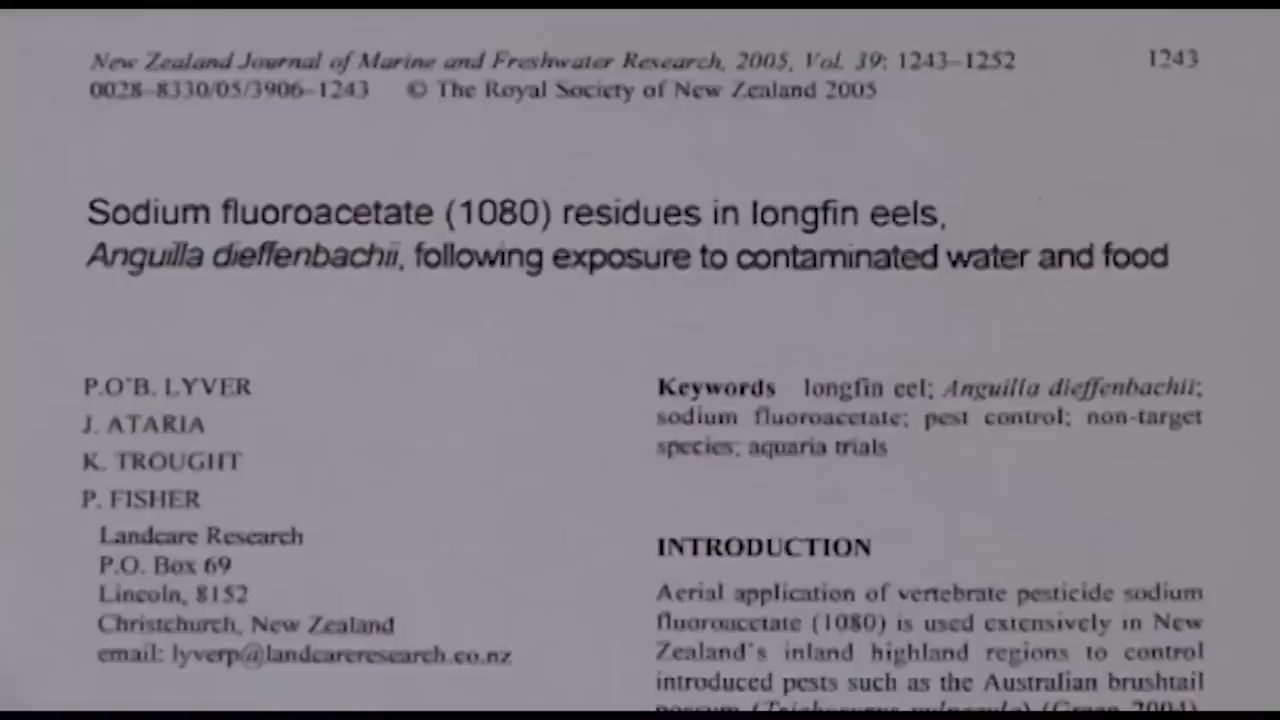 New Zealand Journal of Marine and Freshwater Research, 2005, Vol. 39: 1243–1252 1243
0028–8330/05/3906–1243 © The Royal Society of New Zealand 2005
Sodium fluoroacetate (1080) residues in longfin eels,
Anguilla dieffenbachii, following exposure to contaminated water and food
P.O'B. LYVER
J. ATARIA
K. TROUGHT
P. FISHER
Landcare Research
P.O. Box 69
Lincoln, 8152
Christchurch, New Zealand
email: lyverp@landcareresearch.co.nz
Keywords longfin eel; Anguilla dieffenbachii;
sodium fluoroacetate; pest control; non-target
species; aquaria trials
INTRODUCTION
Aerial application of vertebrate pesticide sodium
fluoroacetate (1080) is used extensively in New
Zealand's inland highland regions to control
introduced pests such as the Australian brushtail
possum (Trichosurus vulpecula) (Green 2004).